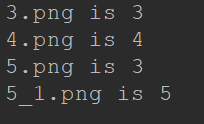 3.png is 3
4.png is 4
5.png is 3
5_1.png is 5